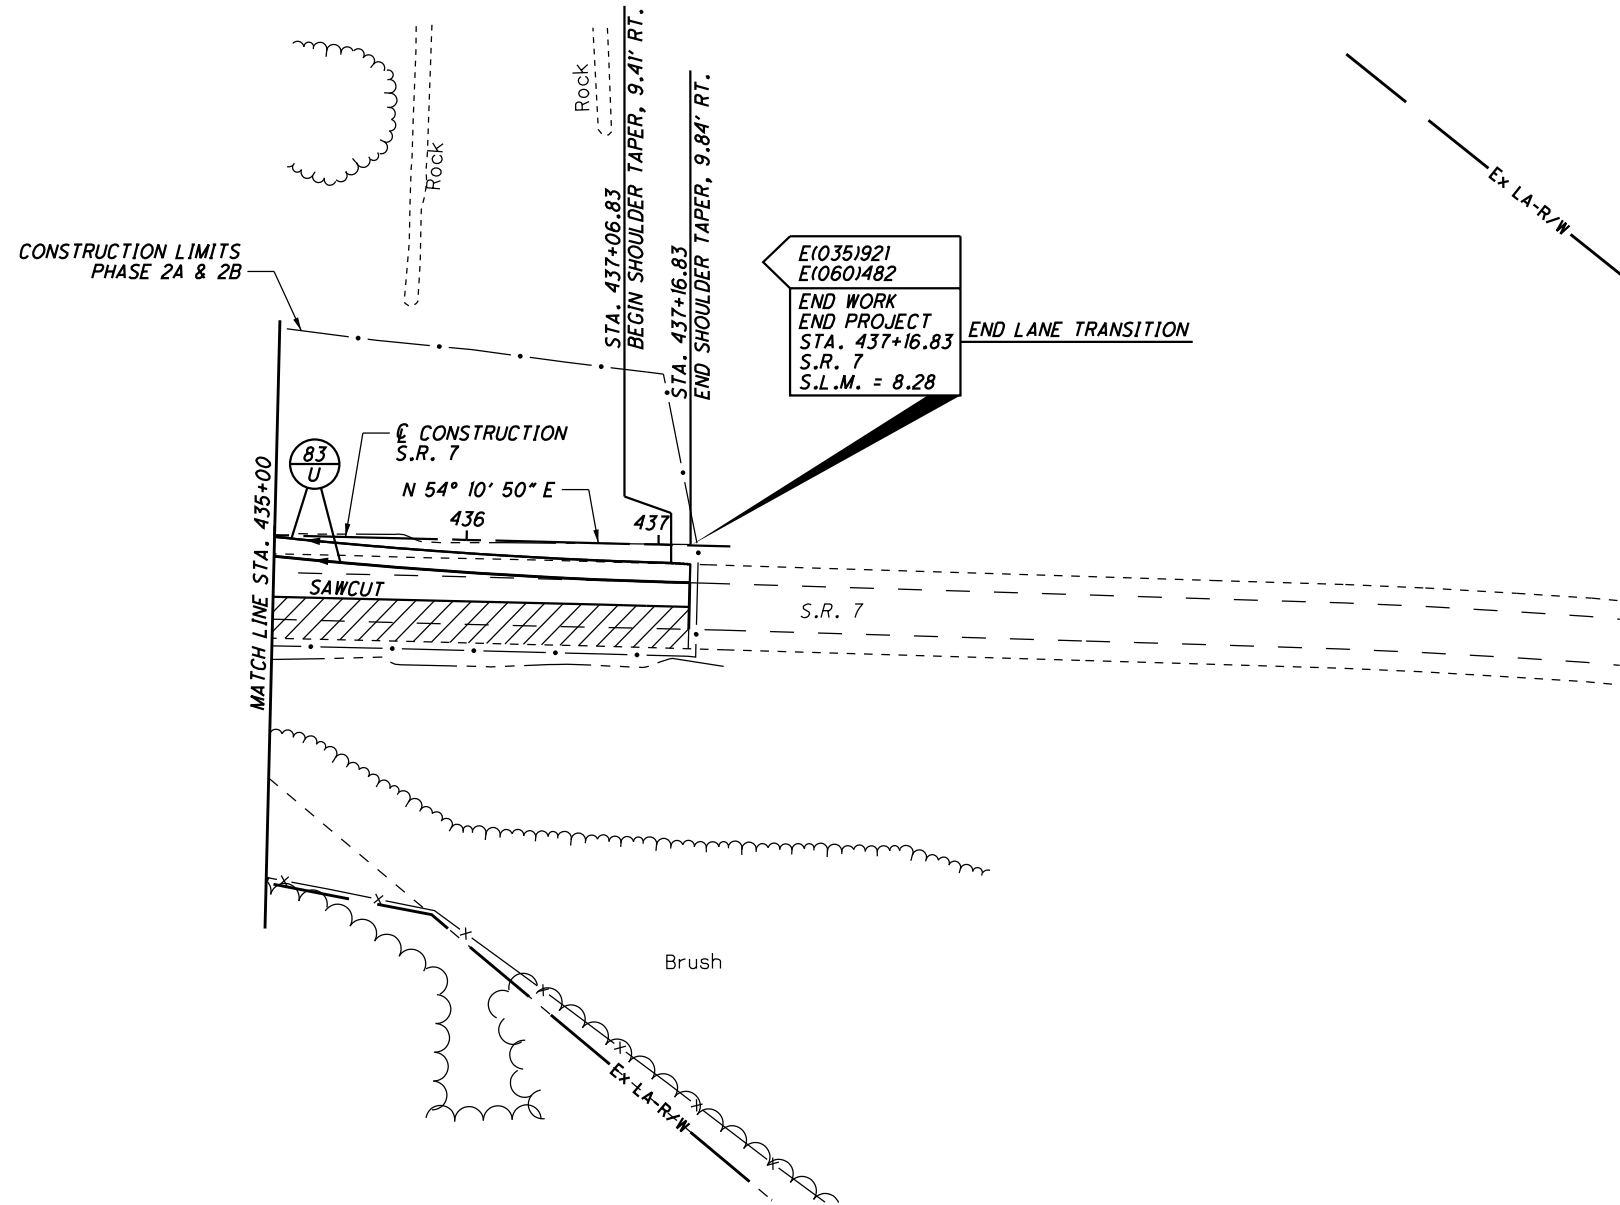 Rock
Rock
STA. 437+06.83
BEGIN SHOULDER TAPER, 9.41' RT.
STA. 437+16.83
END SHOULDER TAPER, 9.84' RT.
Ex LA-R/W
CONSTRUCTION LIMITS
PHASE 2A & 2B
E(035)921
E(060)482
END WORK
END PROJECT
STA. 437+16.83
S.R. 7
S.L.M. = 8.28
END LANE TRANSITION
℄ CONSTRUCTION
S.R. 7
83
U
N 54° 10' 50" E
436
437
MATCH LINE STA. 435+00
SAWCUT
S.R. 7
Brush
Ex LA-R/W